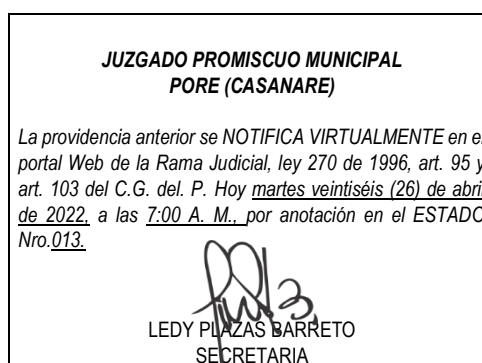 JUZGADO PROMISCUO MUNICIPAL
PORE (CASANARE)
La providencia anterior se NOTIFICA VIRTUALMENTE en el
portal Web de la Rama Judicial, ley 270 de 1996, art. 95 y
art. 103 del C.G. del. P. Hoy martes veintiséis (26) de abril
de 2022, a las 7:00 A. M., por anotación en el ESTADO
Nro.013.
LEDY PLAZAS BARRETO
SECRETARIA